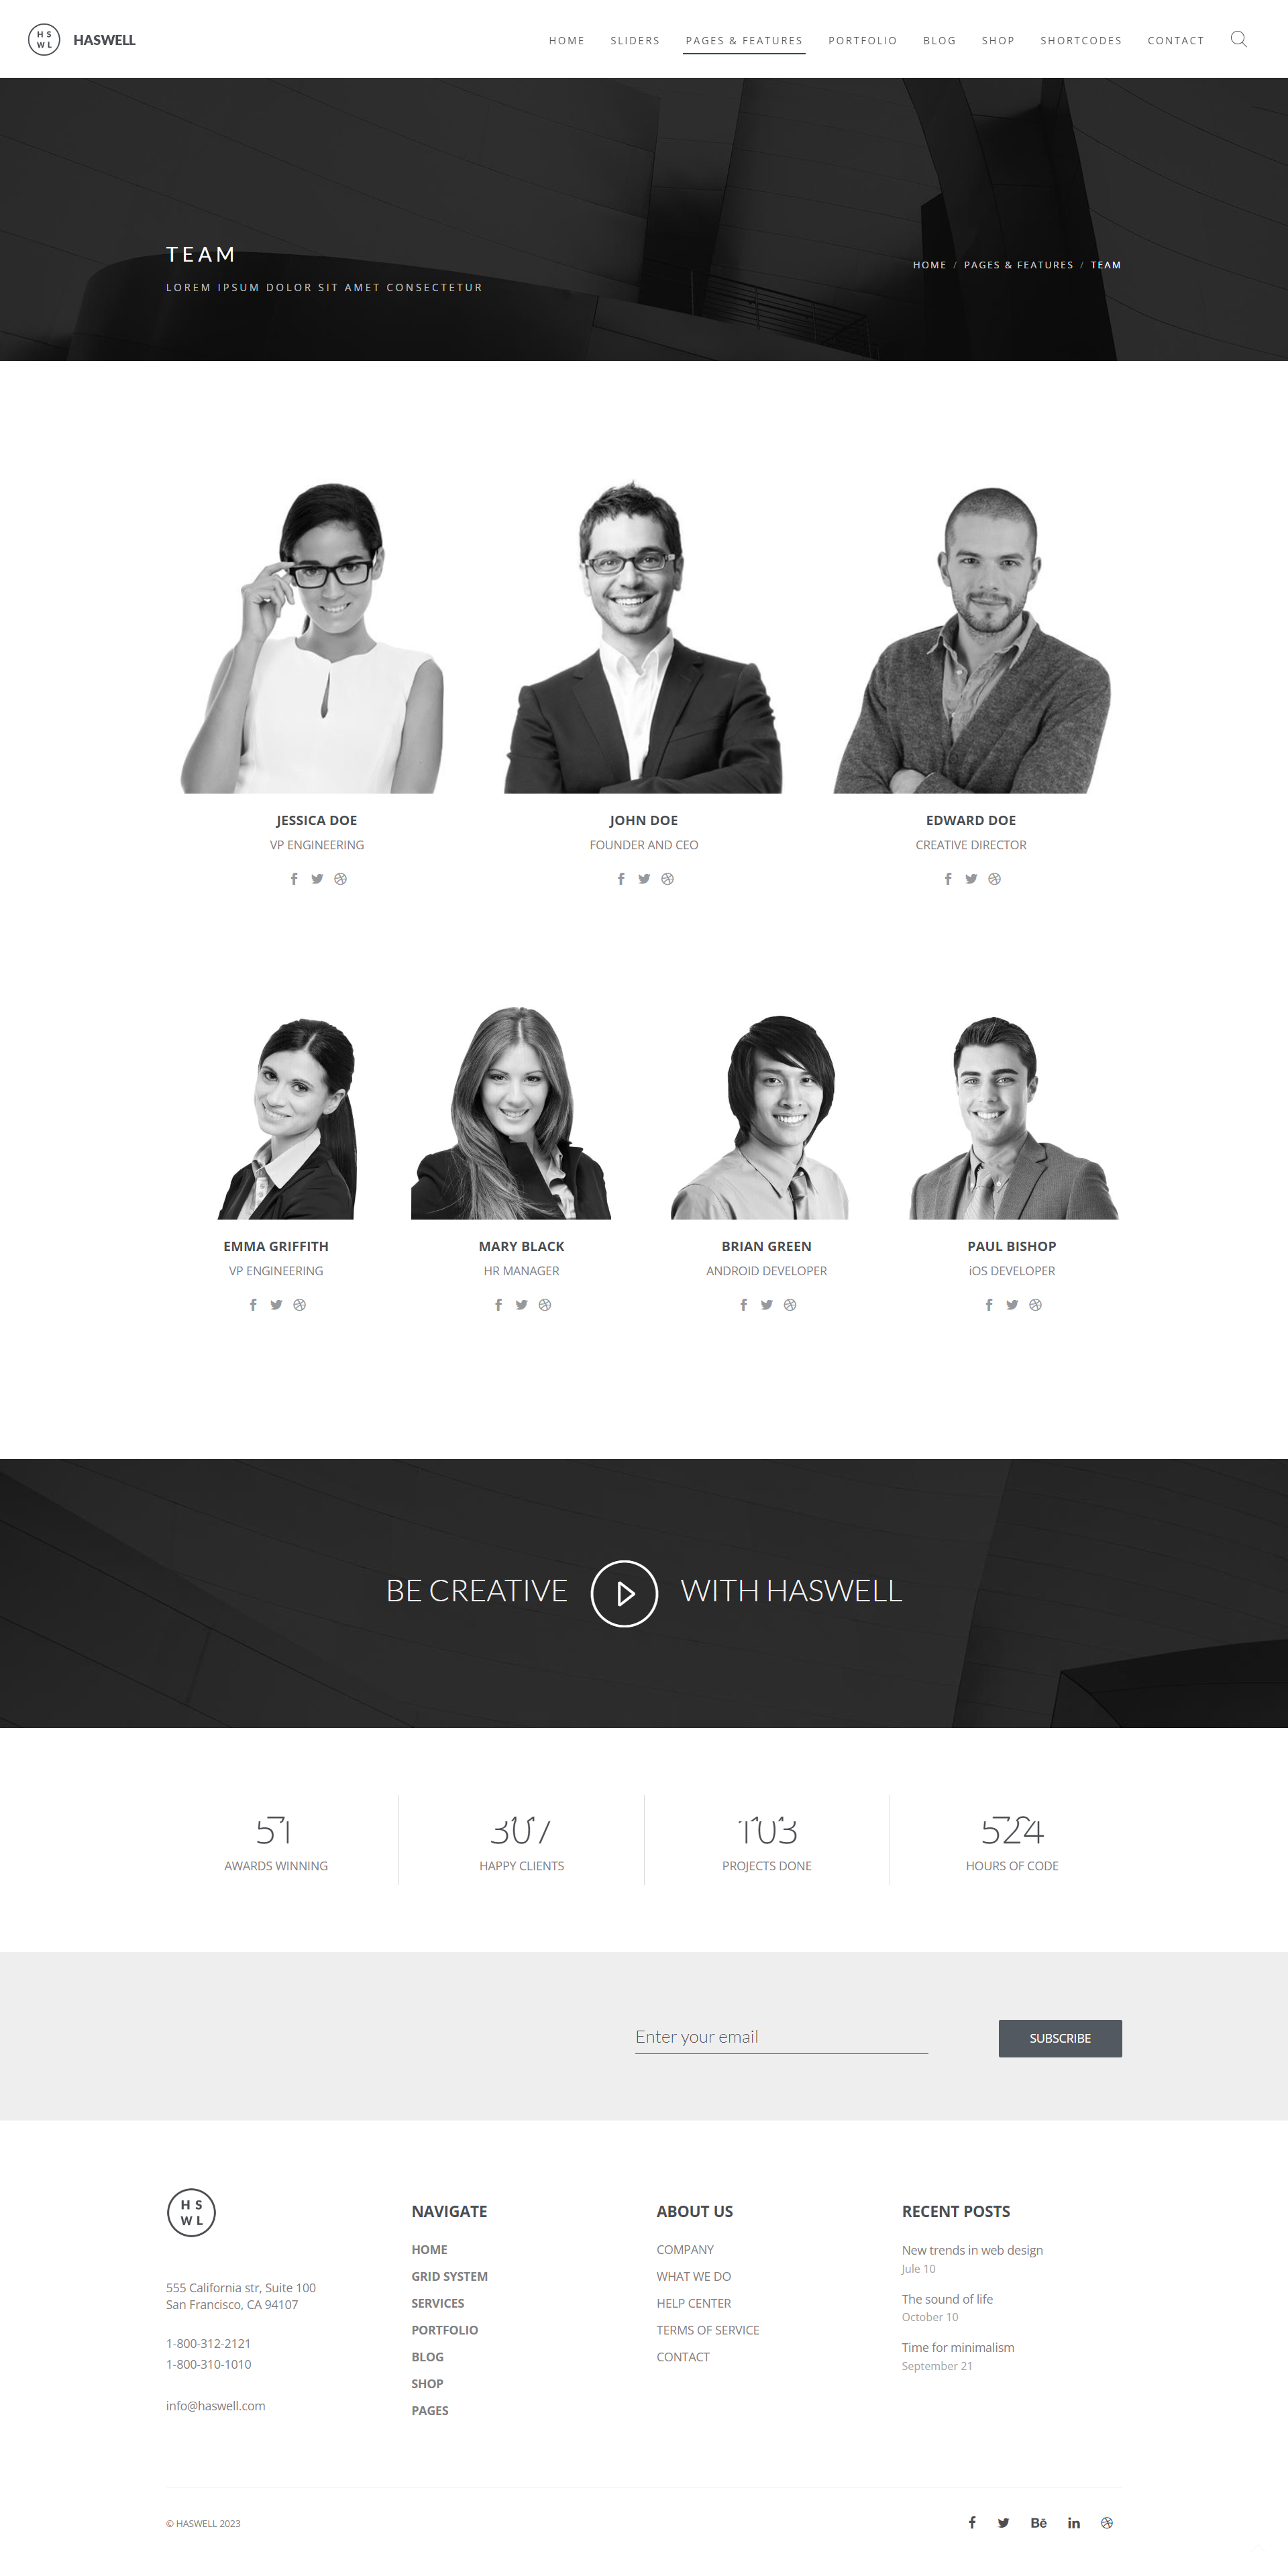 H S
W L
HASWELL
HOME
SLIDERS
PAGES & FEATURES
PORTFOLIO
BLOG
SHOP
SHORTCODES
CONTACT
TEAM
LOREM IPSUM DOLOR SIT AMET CONSECTETUR
HOME / PAGES & FEATURES / TEAM
JESSICA DOE
VP ENGINEERING
JOHN DOE
FOUNDER AND CEO
EDWARD DOE
CREATIVE DIRECTOR
EMMA GRIFFITH
VP ENGINEERING
MARY BLACK
HR MANAGER
BRIAN GREEN
ANDROID DEVELOPER
PAUL BISHOP
iOS DEVELOPER
BE CREATIVE
WITH HASWELL
51
AWARDS WINNING
307
HAPPY CLIENTS
103
PROJECTS DONE
524
HOURS OF CODE
Enter your email
SUBSCRIBE
H S
W L
555 California str, Suite 100
San Francisco, CA 94107
1-800-312-2121
1-800-310-1010
info@haswell.com
NAVIGATE
HOME
GRID SYSTEM
SERVICES
PORTFOLIO
BLOG
SHOP
PAGES
ABOUT US
COMPANY
WHAT WE DO
HELP CENTER
TERMS OF SERVICE
CONTACT
RECENT POSTS
New trends in web design
Jule 10
The sound of life
October 10
Time for minimalism
September 21
© HASWELL 2023